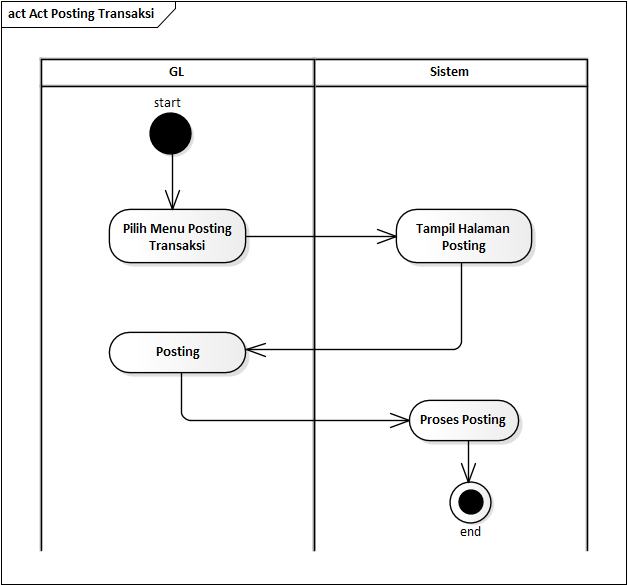 act Act Posting Transaksi
GL
Sistem
start
Pilih Menu Posting
Transaksi
Tampil Halaman
Posting
Posting
Proses Posting
end